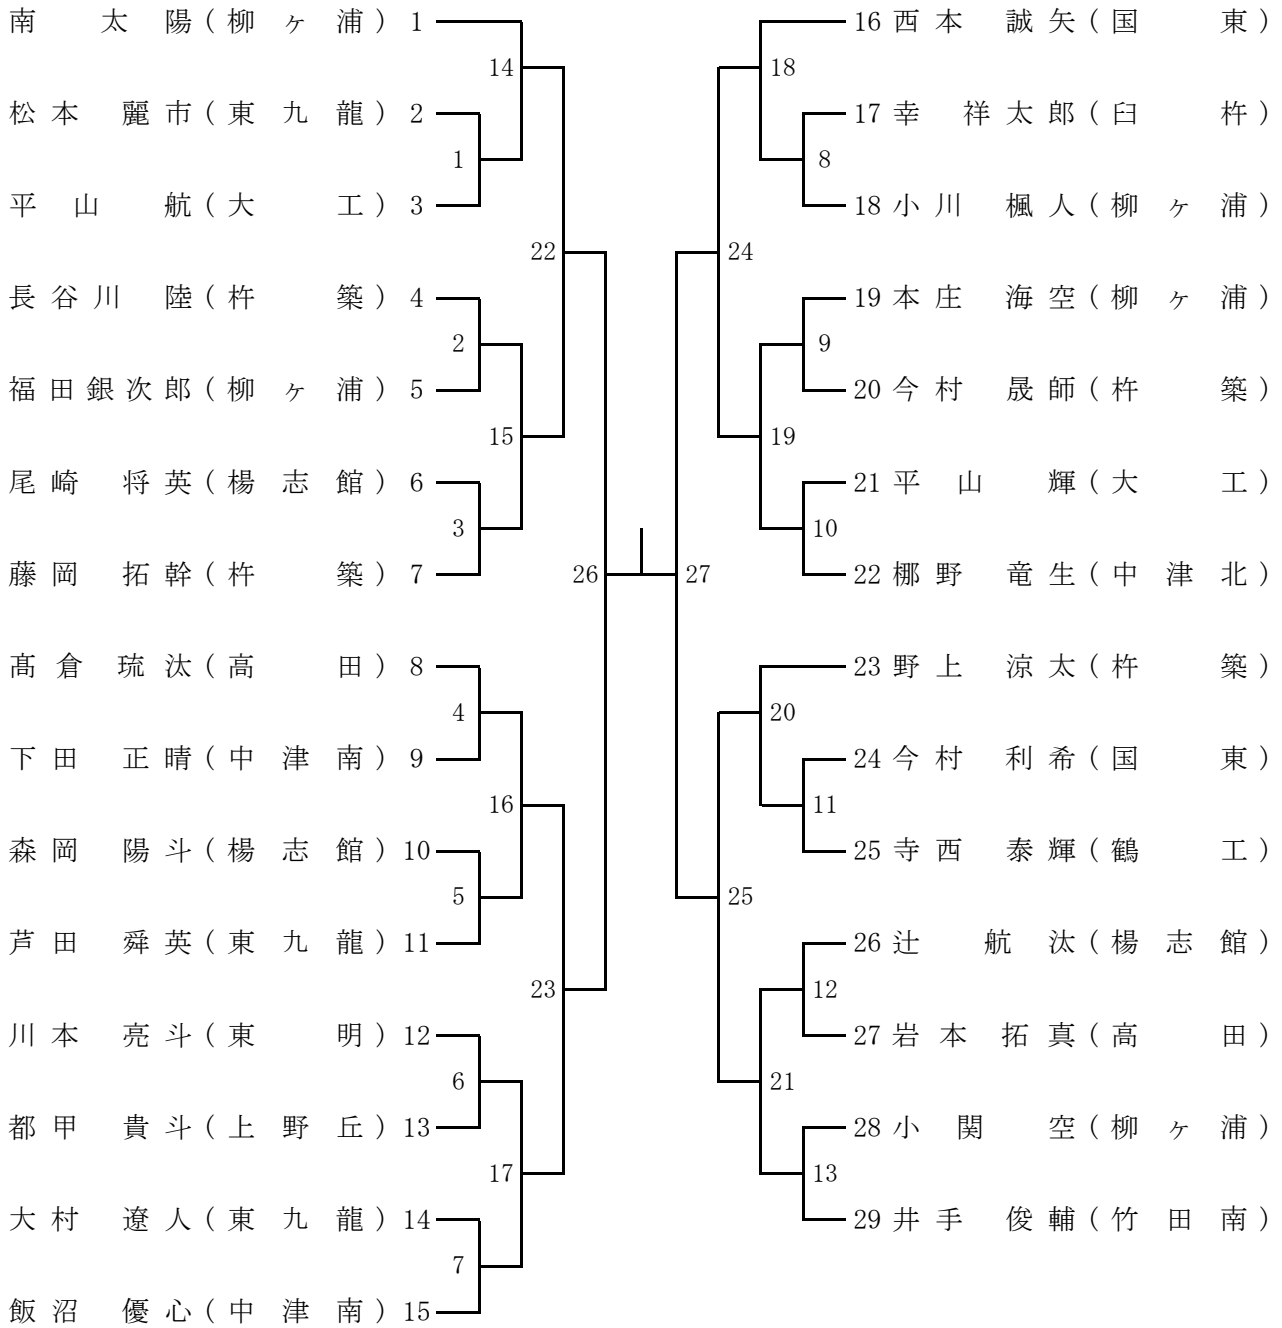 南 太陽(柳ヶ浦) 1
松本 麗市(東九龍) 2
平山 航(大工) 3
長谷川 陸(杵築) 4
福田銀次郎(柳ヶ浦) 5
尾崎 将英(楊志館) 6
藤岡 拓幹(杵築) 7
髙倉 琉汰(高田) 8
下田 正晴(中津南) 9
森岡 陽斗(楊志館) 10
芦田 舜英(東九龍) 11
川本 亮斗(東明) 12
都甲 貴斗(上野丘) 13
大村 遼人(東九龍) 14
飯沼 優心(中津南) 15
1
2
3
4
5
6
7
14
15
16
17
22
23
26
27
24
25
18
19
20
21
8
9
10
11
12
13
16 西本 誠矢(国東)
17 幸 祥太郎(臼杵)
18 小川 楓人(柳ヶ浦)
19 本庄 海空(柳ヶ浦)
20 今村 晟師(杵築)
21 平山 輝(大工)
22 梛野 竜生(中津北)
23 野上 涼太(杵築)
24 今村 利希(国東)
25 寺西 泰輝(鶴工)
26 辻 航汰(楊志館)
27 岩本 拓真(高田)
28 小関 空(柳ヶ浦)
29 井手 俊輔(竹田南)